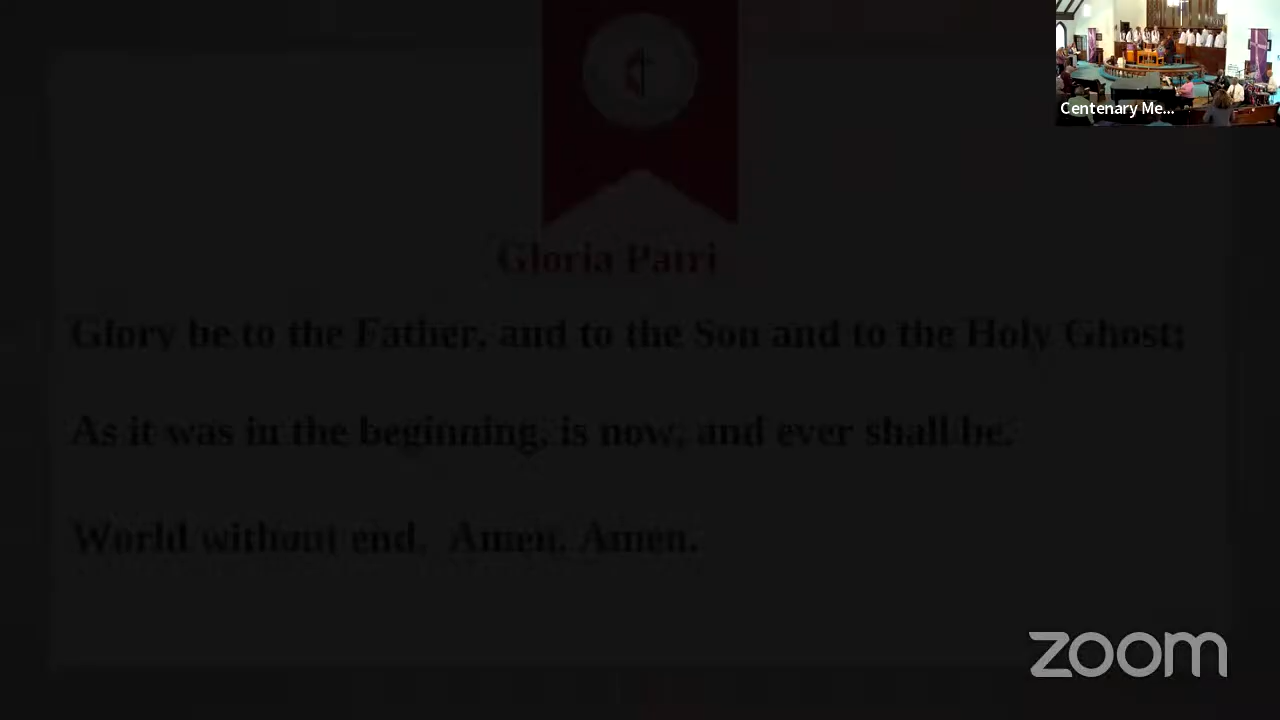 Centenary Me...
Gloria Patri
Glory be to the Father, and to the Son and to the Holy Ghost;
As it was in the beginning, is now, and ever shall be.
World without end. Amen. Amen.
zoom